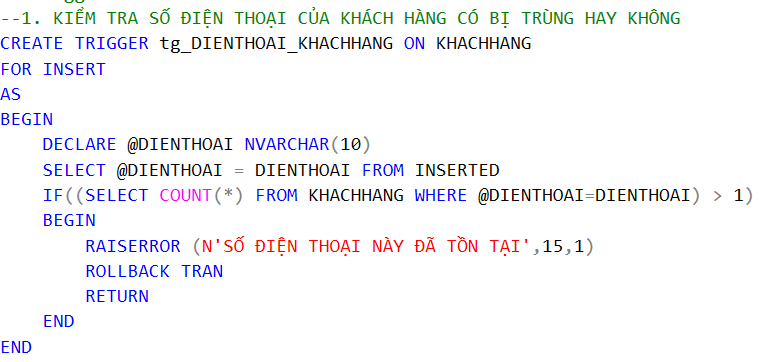 --1. KIỂM TRA SỐ ĐIỆN THOẠI CỦA KHÁCH HÀNG CÓ BỊ TRÙNG HAY KHÔNG
CREATE TRIGGER tg_DIENTHOAI_KHACHHANG ON KHACHHANG
FOR INSERT
AS
BEGIN
    DECLARE @DIENTHOAI NVARCHAR(10)
    SELECT @DIENTHOAI = DIENTHOAI FROM INSERTED
    IF((SELECT COUNT(*) FROM KHACHHANG WHERE @DIENTHOAI=DIENTHOAI) > 1)
    BEGIN
        RAISERROR (N'SỐ ĐIỆN THOẠI NÀY ĐÃ TỒN TẠI',15,1)
        ROLLBACK TRAN
        RETURN
    END
END